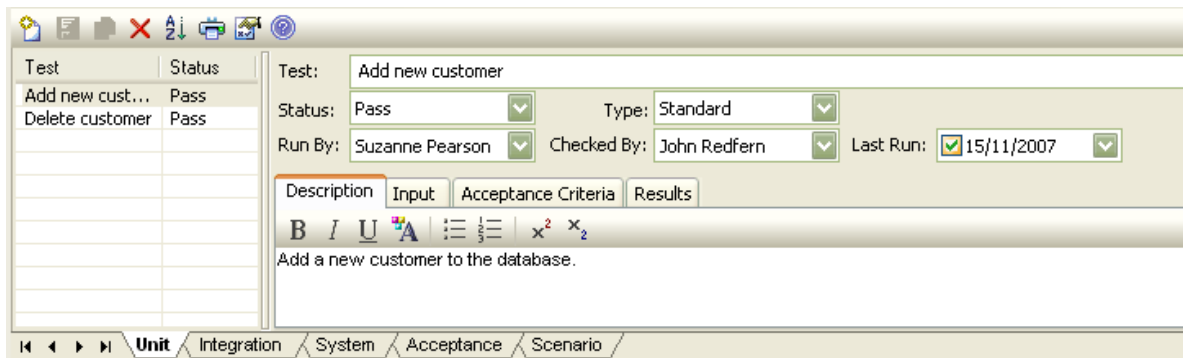 Test Status
Add new cust... Pass
Delete customer Pass
Test: Add new customer
Status: Pass Type: Standard
Run By: Suzanne Pearson Checked By: John Redfern Last Run: 15/11/2007
Description Input Acceptance Criteria Results
B I U A x² x₂
Add a new customer to the database.
Unit Integration System Acceptance Scenario